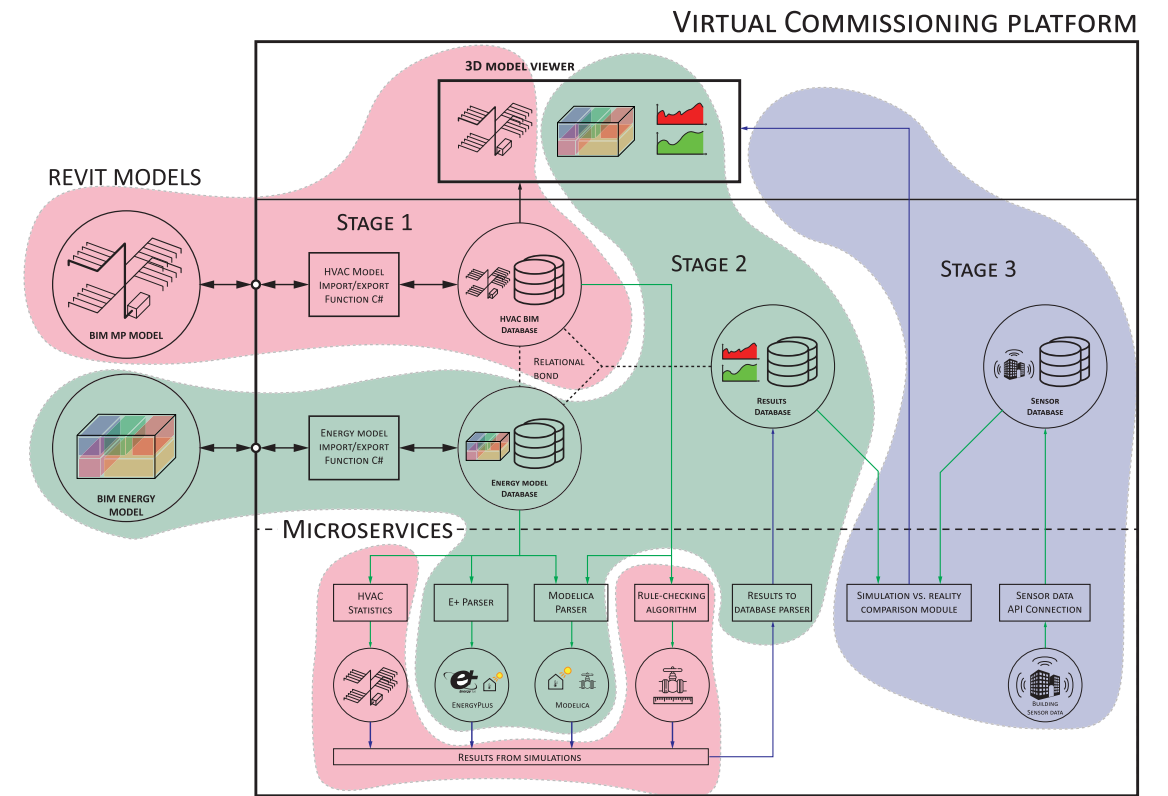 Virtual Commissioning platform
3D model viewer
REVIT MODELS
Stage 1
Stage 2
Stage 3
HVAC Model
Import/export
Function C#
BIM MP MODEL
HVAC BIM
Database
Relational
bond
Results
Database
Sensor
Database
Energy model
import/export
Function C#
BIM ENERGY
MODEL
Energy model
Database
Microservices
HVAC
Statistics
E+ Parser
Modelica
Parser
Rule-checking
algorithm
Results to
database parser
Simulation vs. reality
comparison module
Sensor data
API Connection
EnergyPlus
Modelica
Building
Sensor data
Results from simulations